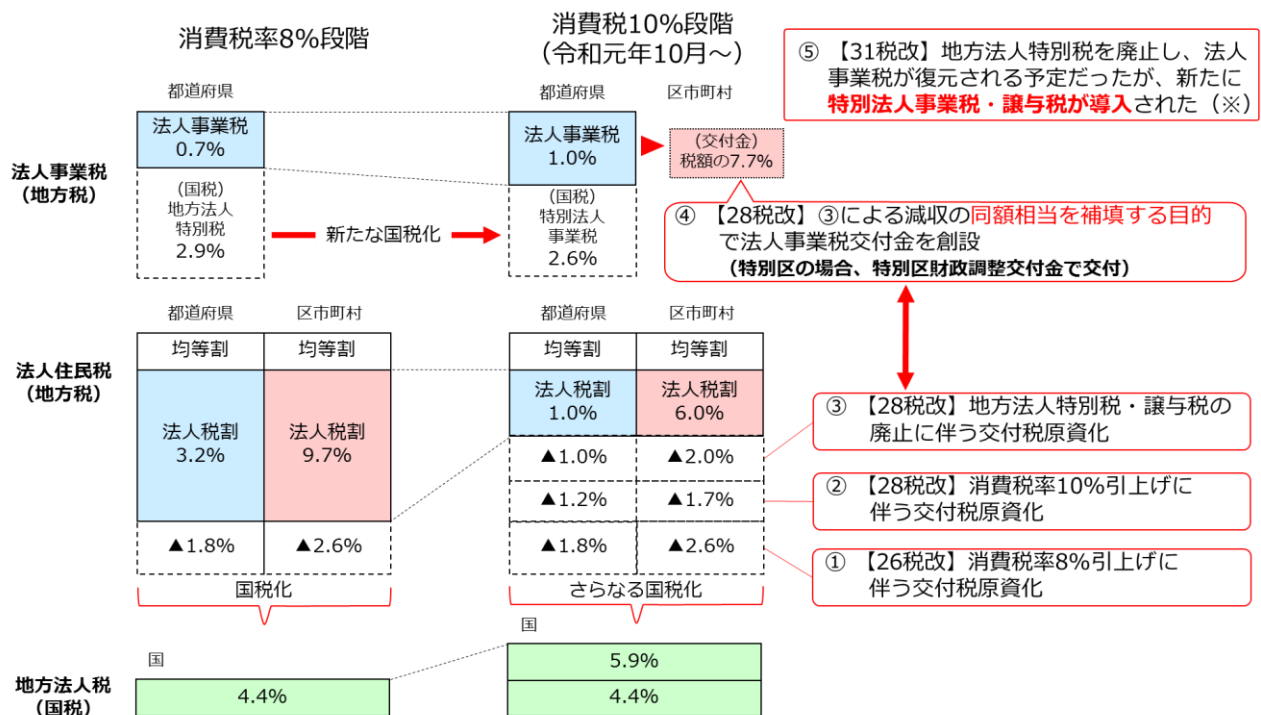 消費税率8%段階
消費税10%段階
（令和元年10月～）
⑤ 【31税改】地方法人特別税を廃止し、法人
事業税が復元される予定だったが、新たに
特別法人事業税・譲与税が導入された（※）
都道府県
都道府県
区市町村
法人事業税
（地方税）
法人事業税
0.7%
（国税）
地方法人
特別税
2.9%
新たな国税化
法人事業税
1.0%
（国税）
特別法人
事業税
2.6%
（交付金）
税額の7.7%
④ 【28税改】③による減収の同額相当を補填する目的
で法人事業税交付金を創設
（特別区の場合、特別区財政調整交付金で交付）
都道府県
区市町村
都道府県
区市町村
法人住民税
（地方税）
均等割
均等割
均等割
均等割
法人税割
3.2%
法人税割
9.7%
法人税割
1.0%
法人税割
6.0%
▲1.0%
▲2.0%
▲1.2%
▲1.7%
▲1.8%
▲2.6%
▲1.8%
▲2.6%
③ 【28税改】地方法人特別税・譲与税の
廃止に伴う交付税原資化
② 【28税改】消費税率10%引上げに
伴う交付税原資化
① 【26税改】消費税率8%引上げに
伴う交付税原資化
国税化
さらなる国税化
国
国
地方法人税
（国税）
4.4%
5.9%
4.4%